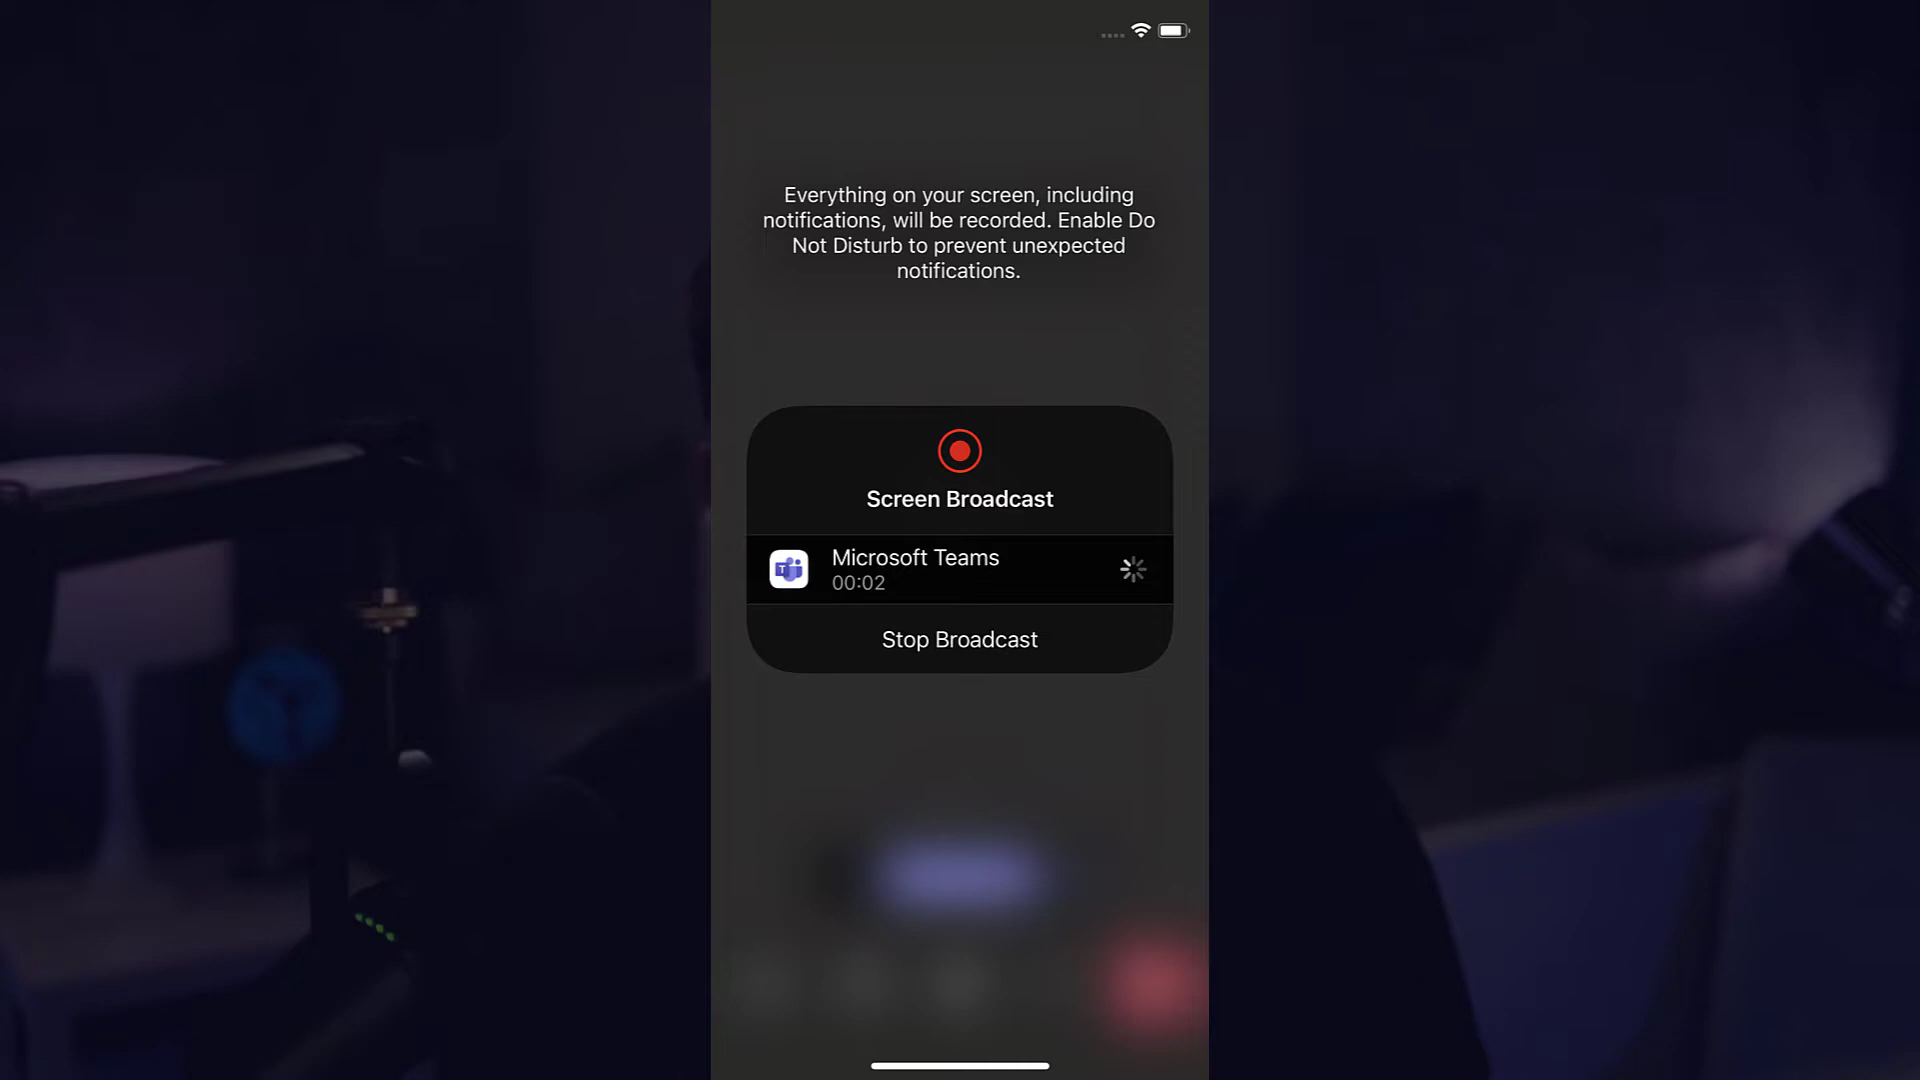 Everything on your screen, including
notifications, will be recorded. Enable Do
Not Disturb to prevent unexpected
notifications.
Screen Broadcast
Microsoft Teams
00:02
Stop Broadcast